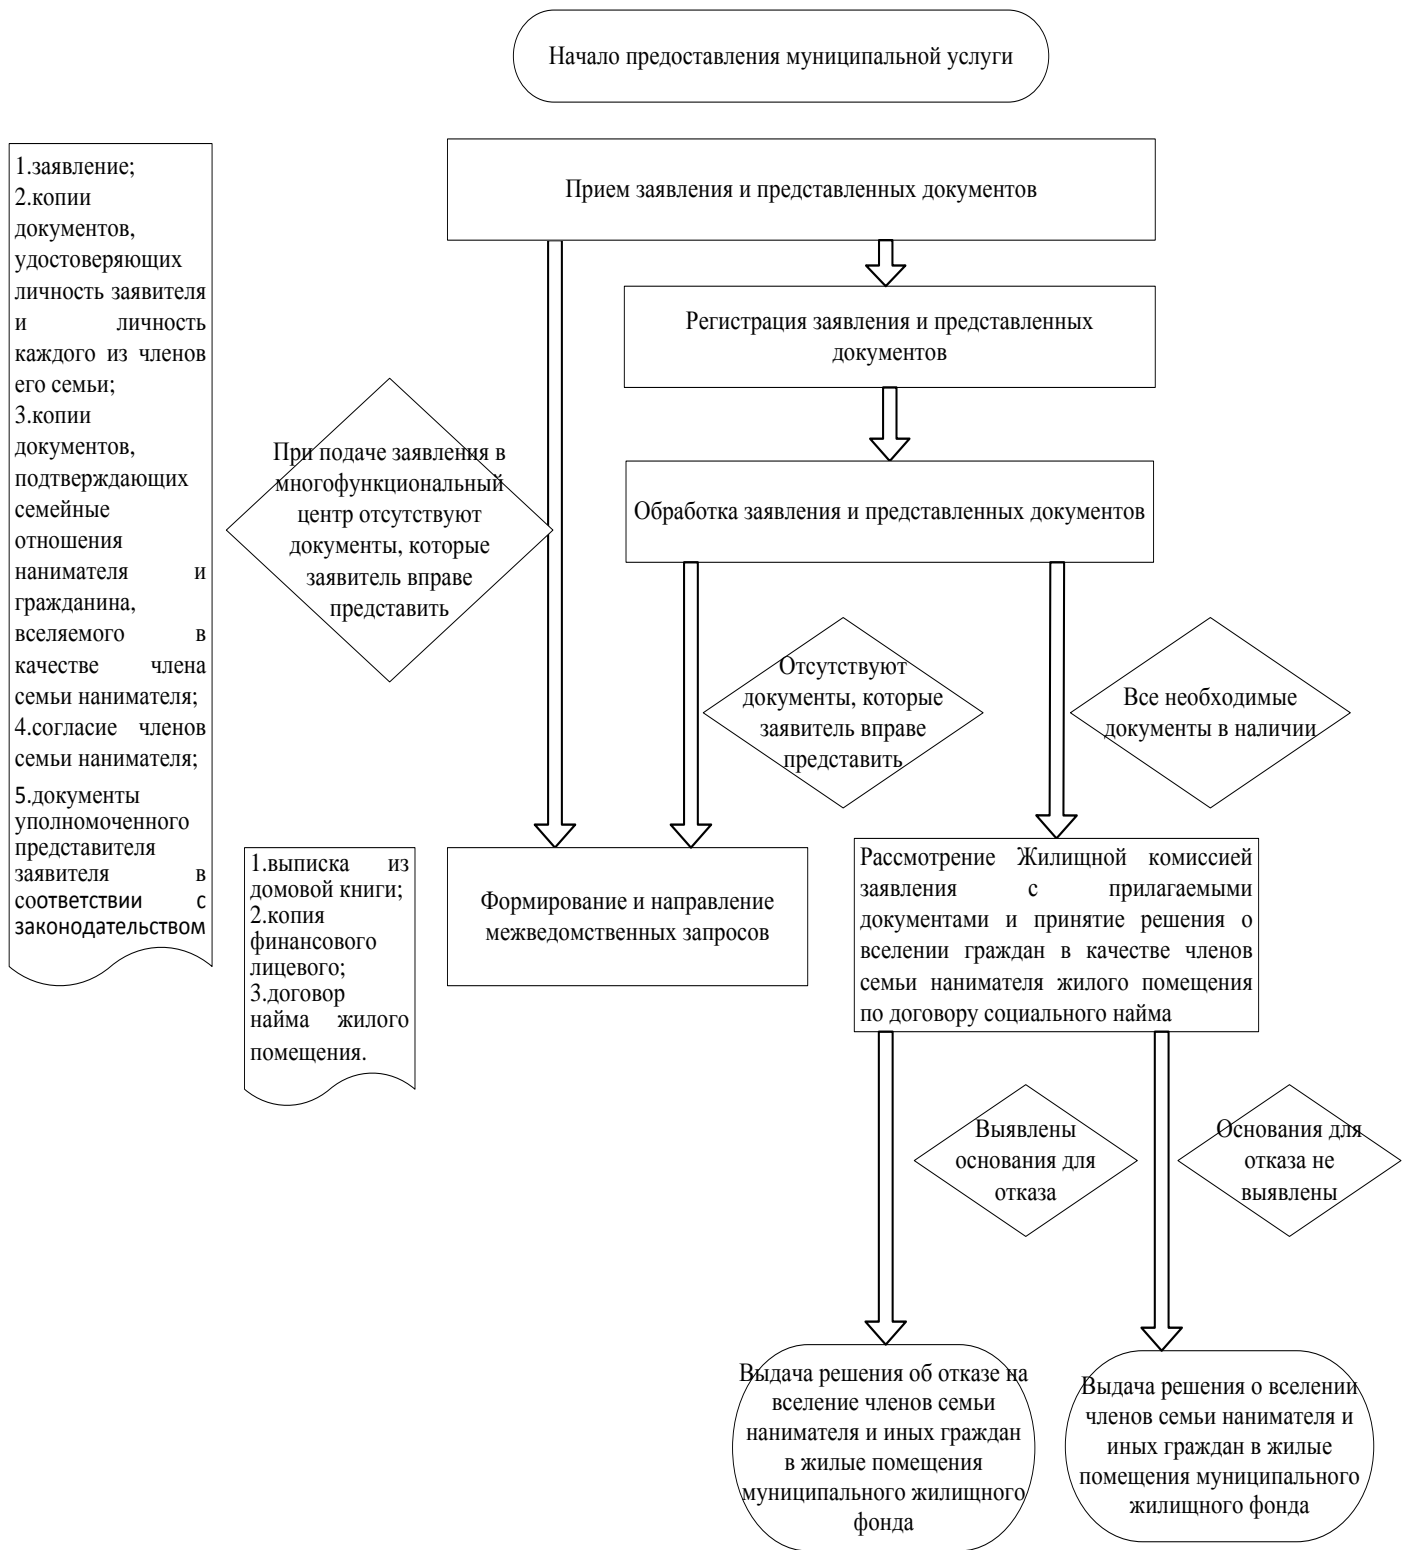 Начало предоставления муниципальной услуги
1.заявление;
2.копии
документов,
удостоверяющих
личность заявителя
и личность
каждого из членов
его семьи;
3.копии
документов,
подтверждающих
семейные
отношения
нанимателя и
гражданина,
вселяемого в
качестве члена
семьи нанимателя;
4.согласие членов
семьи нанимателя;
5.документы
уполномоченного
представителя
заявителя в
соответствии с
законодательством
Прием заявления и представленных документов
Регистрация заявления и представленных
документов
При подаче заявления в
многофункциональный
центр отсутствуют
документы, которые
заявитель вправе
представить
Обработка заявления и представленных документов
Отсутствуют
документы, которые
заявитель вправе
представить
Все необходимые
документы в наличии
1.выписка из
домовой книги;
2.копия
финансового
лицевого;
3.договор
найма жилого
помещения.
Формирование и направление
межведомственных запросов
Рассмотрение Жилищной комиссией
заявления с прилагаемыми
документами и принятие решения о
вселении граждан в качестве членов
семьи нанимателя жилого помещения
по договору социального найма
Выявлены
основания для
отказа
Основания для
отказа не
выявлены
Выдача решения об отказе на
вселение членов семьи
нанимателя и иных граждан
в жилые помещения
муниципального жилищного
фонда
Выдача решения о вселении
членов семьи нанимателя и
иных граждан в жилые
помещения муниципального
жилищного фонда